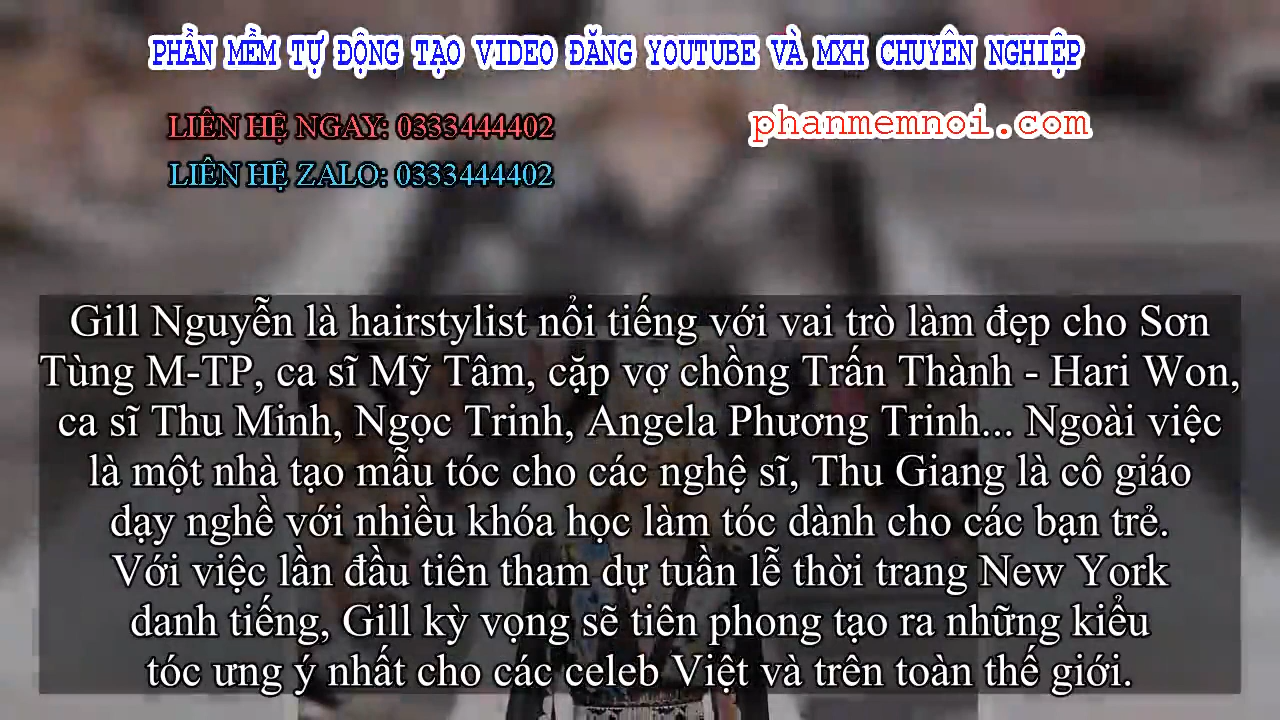 PHẦN MỀM TỰ ĐỘNG TẠO VIDEO ĐĂNG YOUTUBE VÀ MXH CHUYÊN NGHIỆP
LIÊN HỆ NGAY: 0333444402
phanmemnoi.com
LIÊN HỆ ZALO: 0333444402
Gill Nguyễn là hairstylist nổi tiếng với vai trò làm đẹp cho Sơn
Tùng M-TP, ca sĩ Mỹ Tâm, cặp vợ chồng Trấn Thành - Hari Won,
ca sĩ Thu Minh, Ngọc Trinh, Angela Phương Trinh... Ngoài việc
là một nhà tạo mẫu tóc cho các nghệ sĩ, Thu Giang là cô giáo
dạy nghề với nhiều khóa học làm tóc dành cho các bạn trẻ.
Với việc lần đầu tiên tham dự tuần lễ thời trang New York
danh tiếng, Gill kỳ vọng sẽ tiên phong tạo ra những kiểu
tóc ưng ý nhất cho các celeb Việt và trên toàn thế giới.